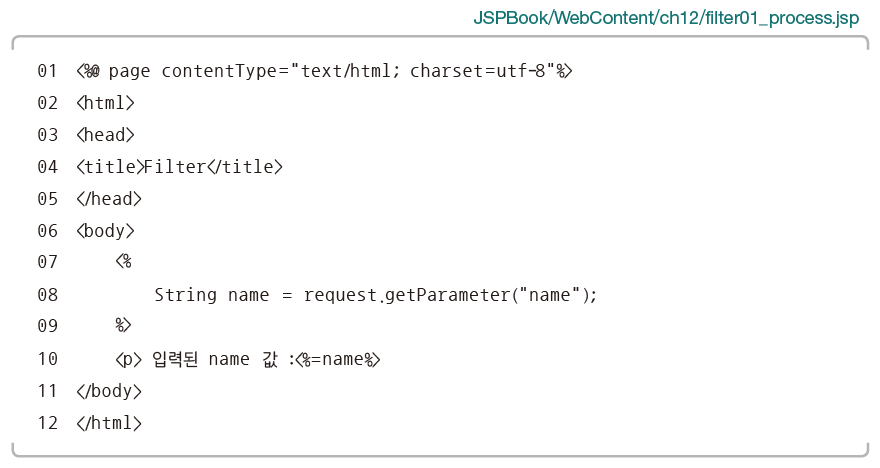 JSPBook/WebContent/ch12/filter01_process.jsp
01 <%@ page contentType="text/html; charset=utf-8"%>
02 <html>
03 <head>
04 <title>Filter</title>
05 </head>
06 <body>
07     <%
08         String name = request.getParameter("name");
09     %>
10     <p> 입력된 name 값 :<%=name%>
11 </body>
12 </html>